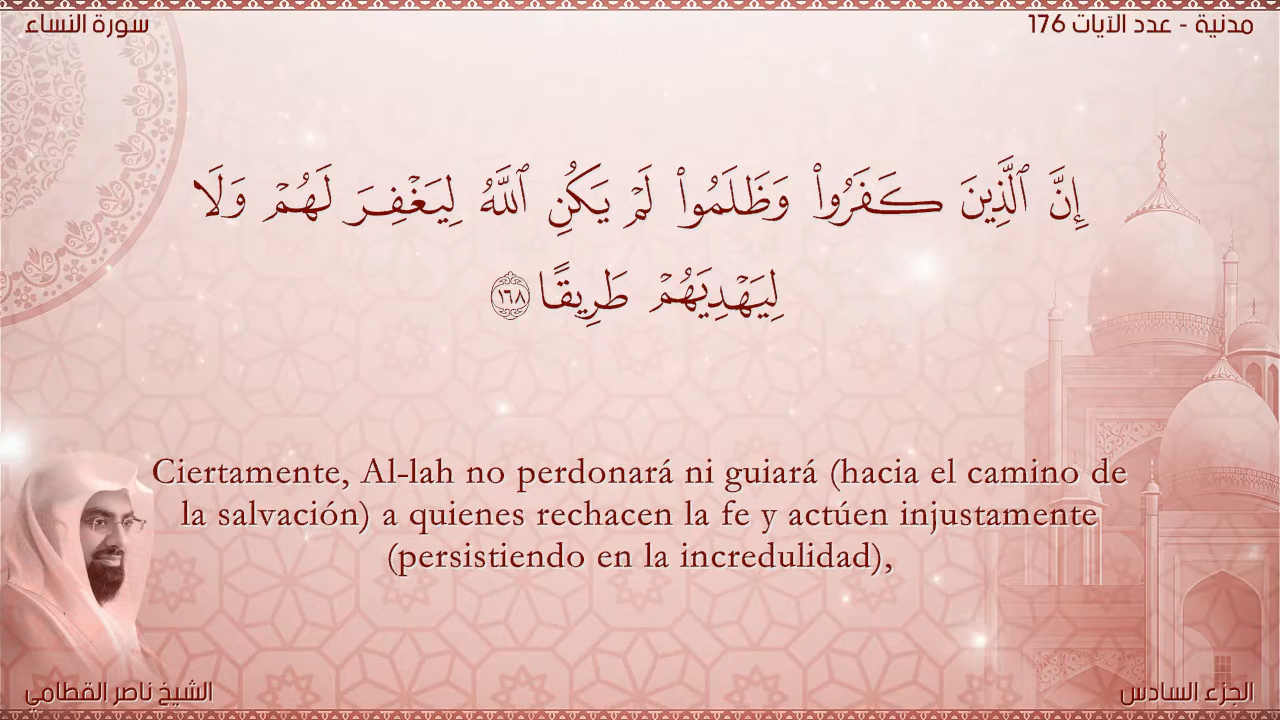 سورة النساء
مدنية - عدد الآيات 176
إِنَّ ٱلَّذِينَ كَفَرُوا۟ وَظَلَمُوا۟ لَمْ يَكُنِ ٱللَّهُ لِيَغْفِرَ لَهُمْ وَلَا
لِيَهْدِيَهُمْ طَرِيقًا ١٦٨
Ciertamente, Al-lah no perdonará ni guiará (hacia el camino de
la salvación) a quienes rechacen la fe y actúen injustamente
(persistiendo en la incredulidad),
الشيخ ناصر القطامي
الجزء السادس